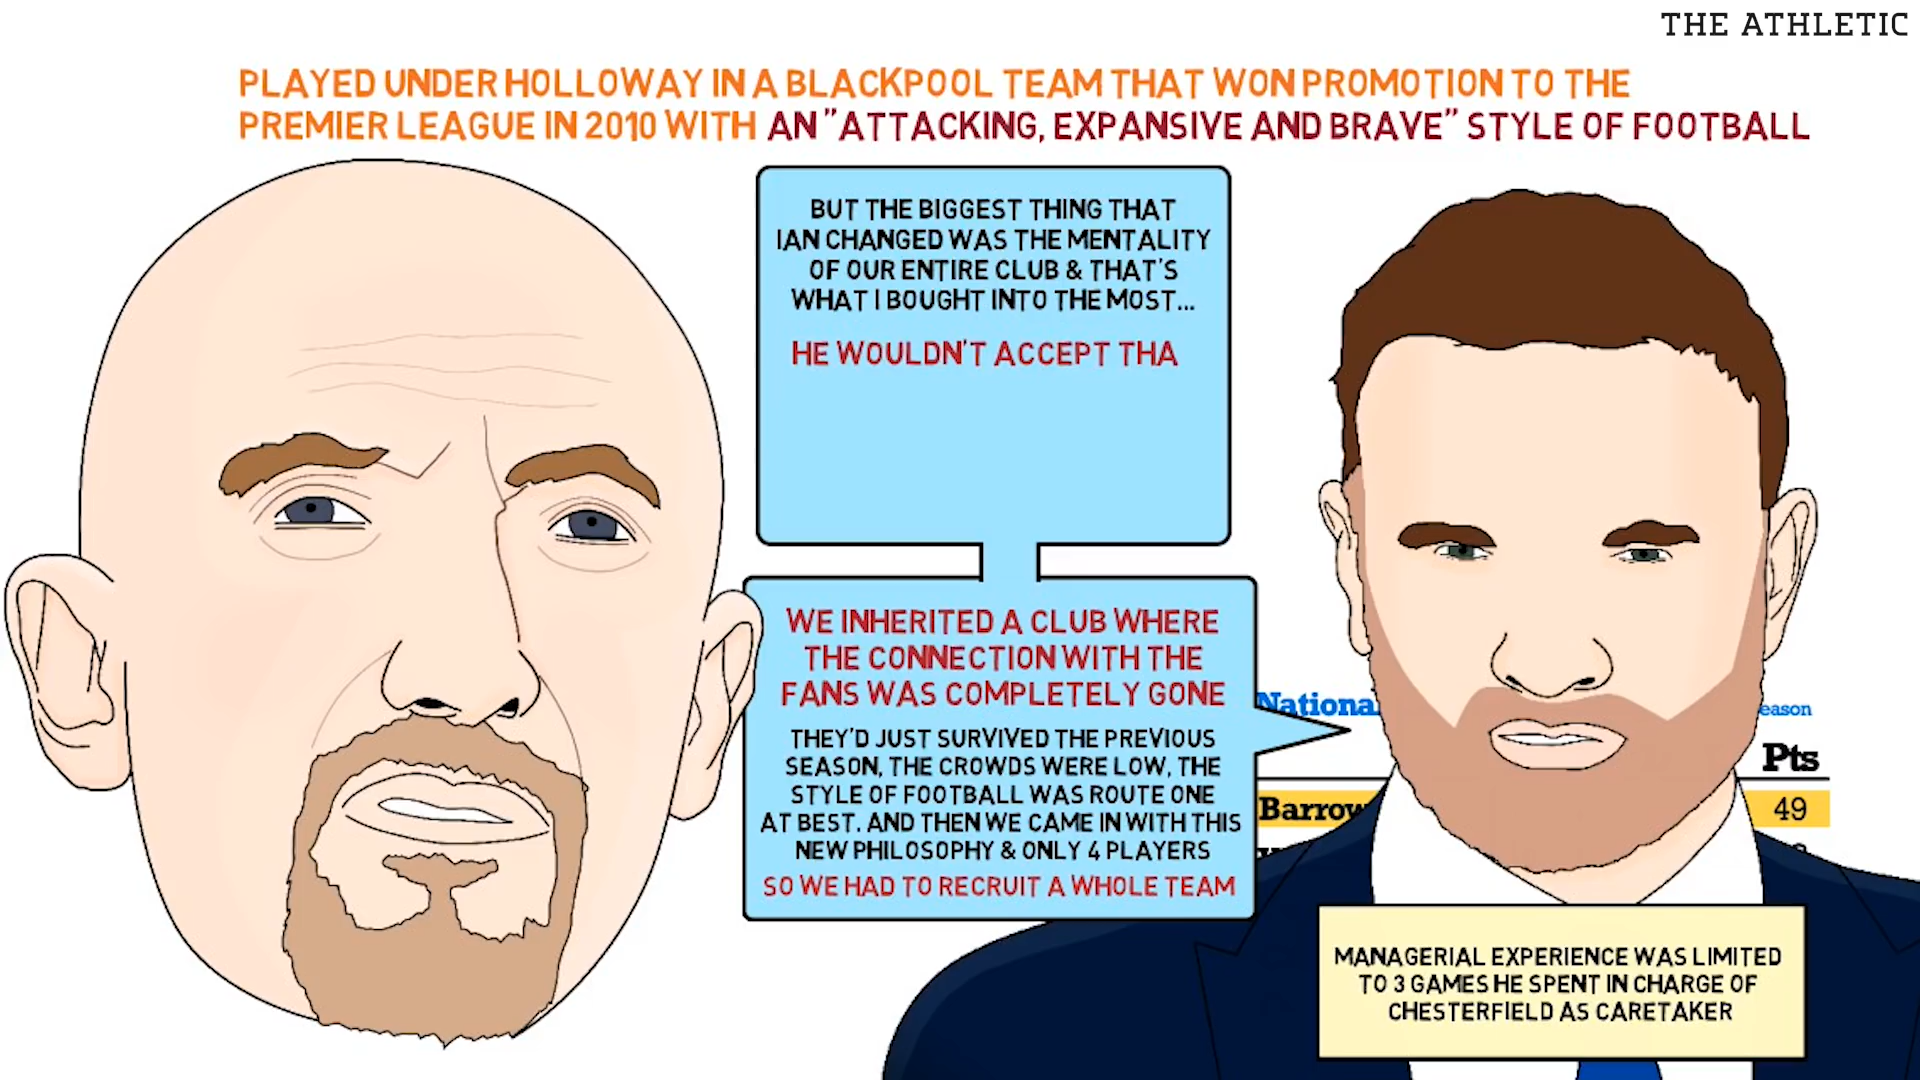 THE ATHLETIC
PLAYED UNDER HOLLOWAY IN A BLACKPOOL TEAM THAT WON PROMOTION TO THE
PREMIER LEAGUE IN 2010 WITH AN "ATTACKING, EXPANSIVE AND BRAVE" STYLE OF FOOTBALL
BUT THE BIGGEST THING THAT
IAN CHANGED WAS THE MENTALITY
OF OUR ENTIRE CLUB & THAT'S
WHAT I BOUGHT INTO THE MOST...
HE WOULDN'T ACCEPT THA
WE INHERITED A CLUB WHERE
THE CONNECTION WITH THE
FANS WAS COMPLETELY GONE
THEY'D JUST SURVIVED THE PREVIOUS
SEASON, THE CROWDS WERE LOW, THE
STYLE OF FOOTBALL WAS ROUTE ONE
AT BEST. AND THEN WE CAME IN WITH THIS
NEW PHILOSOPHY & ONLY 4 PLAYERS
SO WE HAD TO RECRUIT A WHOLE TEAM
Nationa eason
Pts
Barrow 49
MANAGERIAL EXPERIENCE WAS LIMITED
TO 3 GAMES HE SPENT IN CHARGE OF
CHESTERFIELD AS CARETAKER